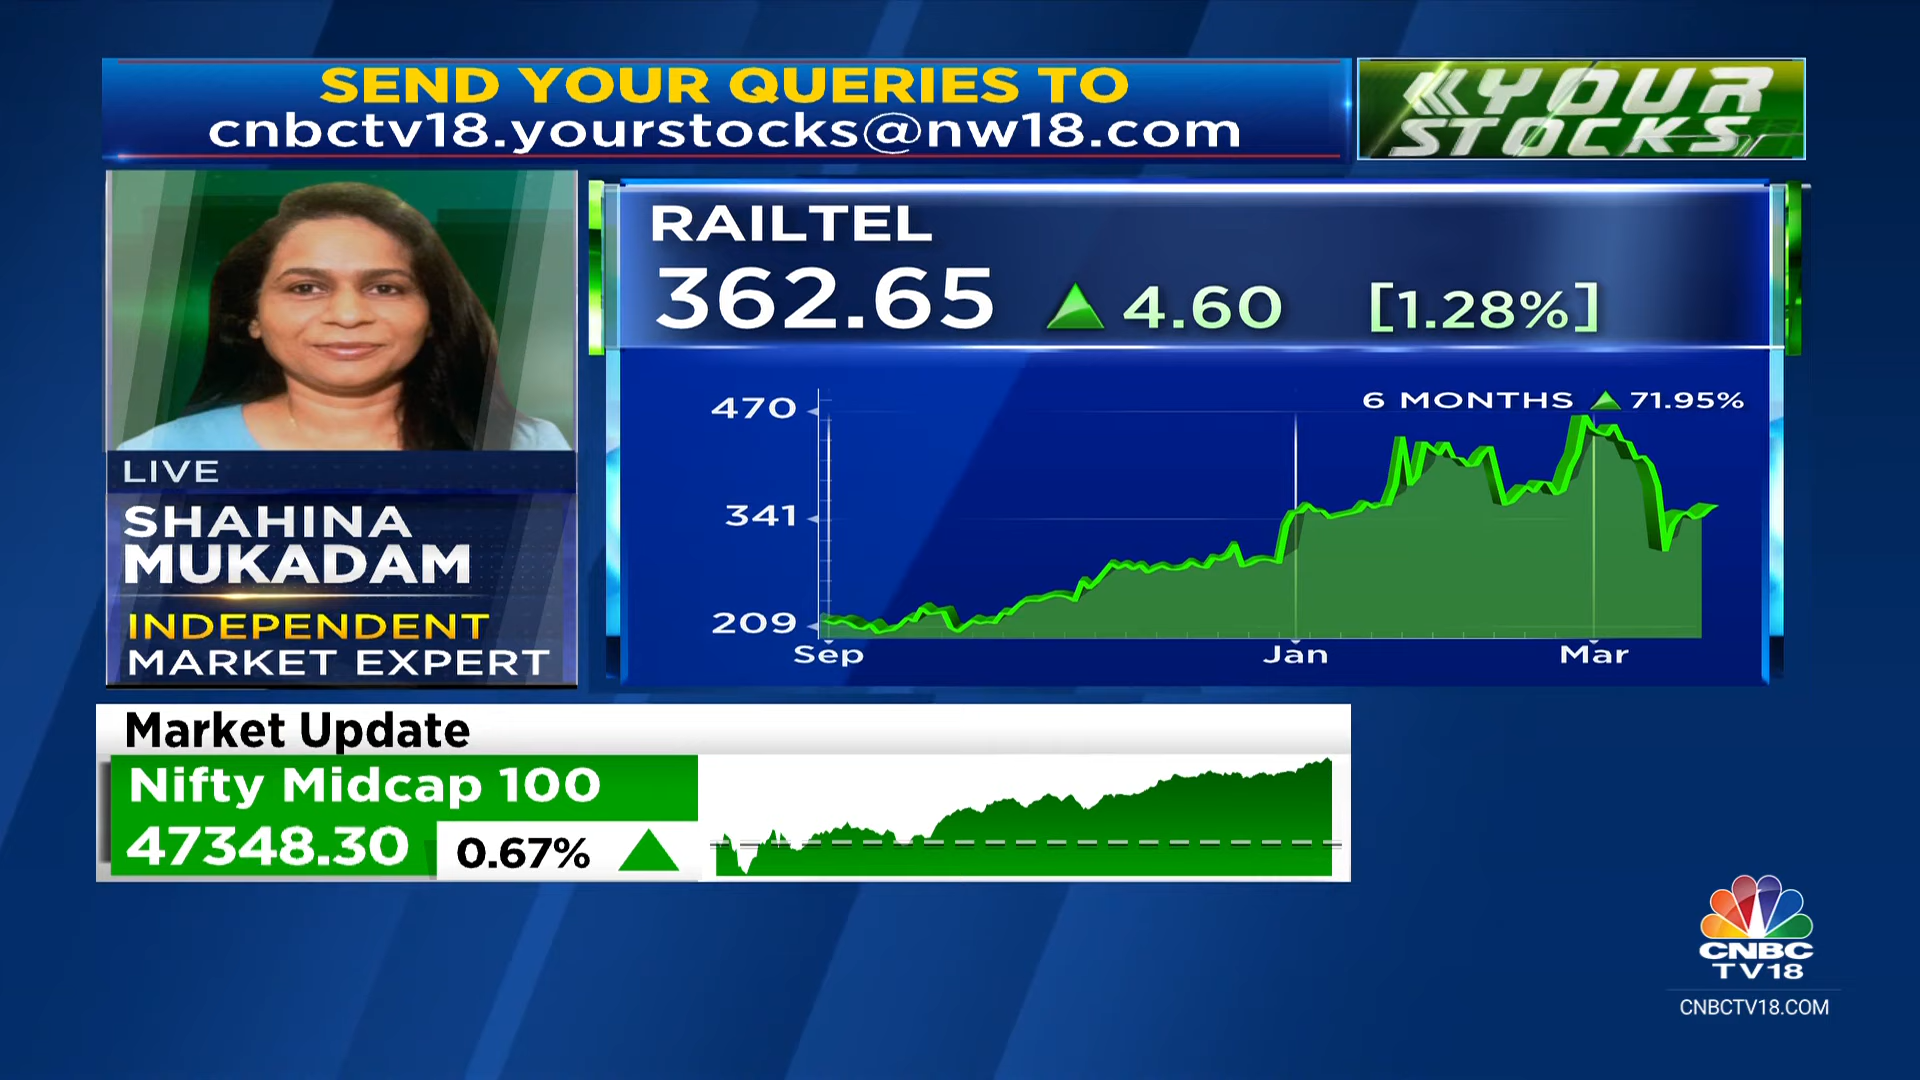 SEND YOUR QUERIES TO
cnbctv18.yourstocks@nw18.com
YOUR
STOCKS
RAILTEL
362.65 ▲ 4.60 [1.28%]
6 MONTHS ▲ 71.95%
470
341
209
Sep Jan Mar
LIVE
SHAHINA
MUKADAM
INDEPENDENT
MARKET EXPERT
Market Update
Nifty Midcap 100
47348.30 0.67% ▲
CNBC
TV18
CNBCTV18.COM